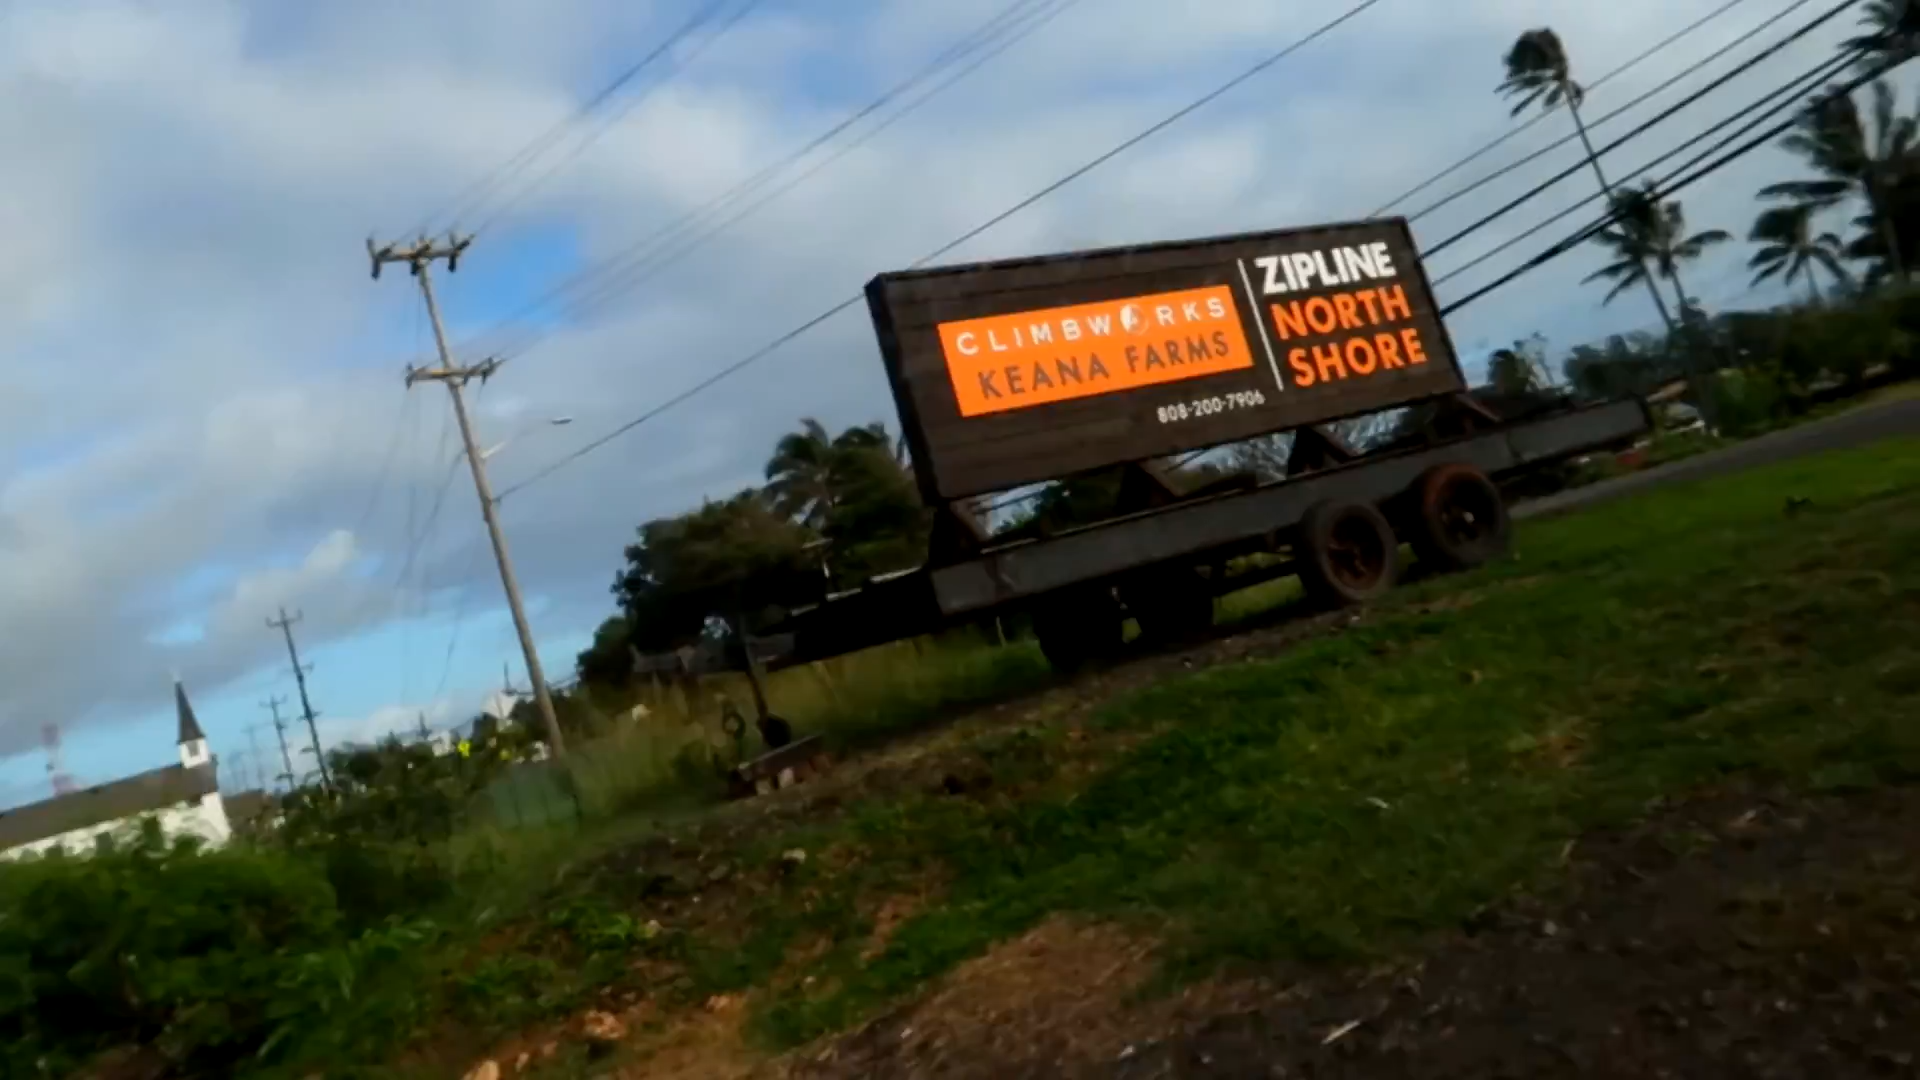 CLIMBWORKS
KEANA FARMS
808-200-7906
ZIPLINE
NORTH
SHORE